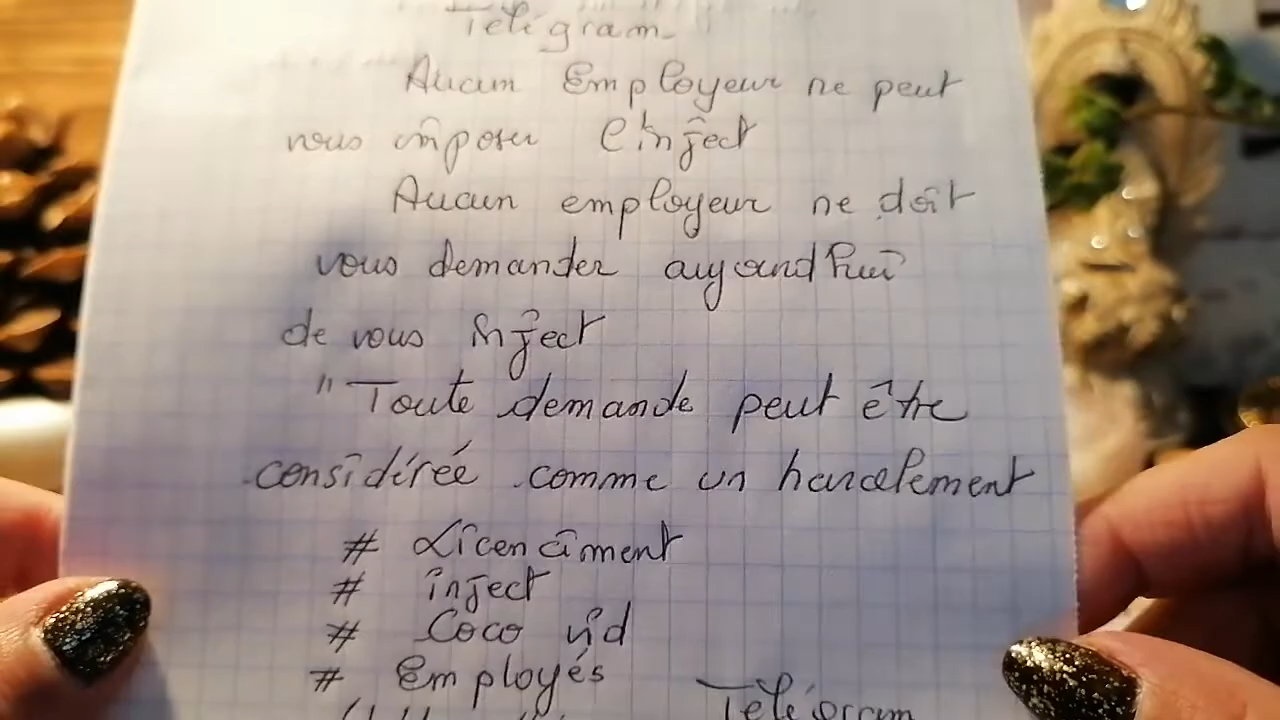 Télégram
Aucun Employeur ne peut
vous imposer l'inject
Aucun employeur ne doit
vous demander aujourd'hui
de vous inject
"Toute demande peut être
considérée comme un harcelement
# Licenciment
# inject
# Coco vid
# Employés
Télégram